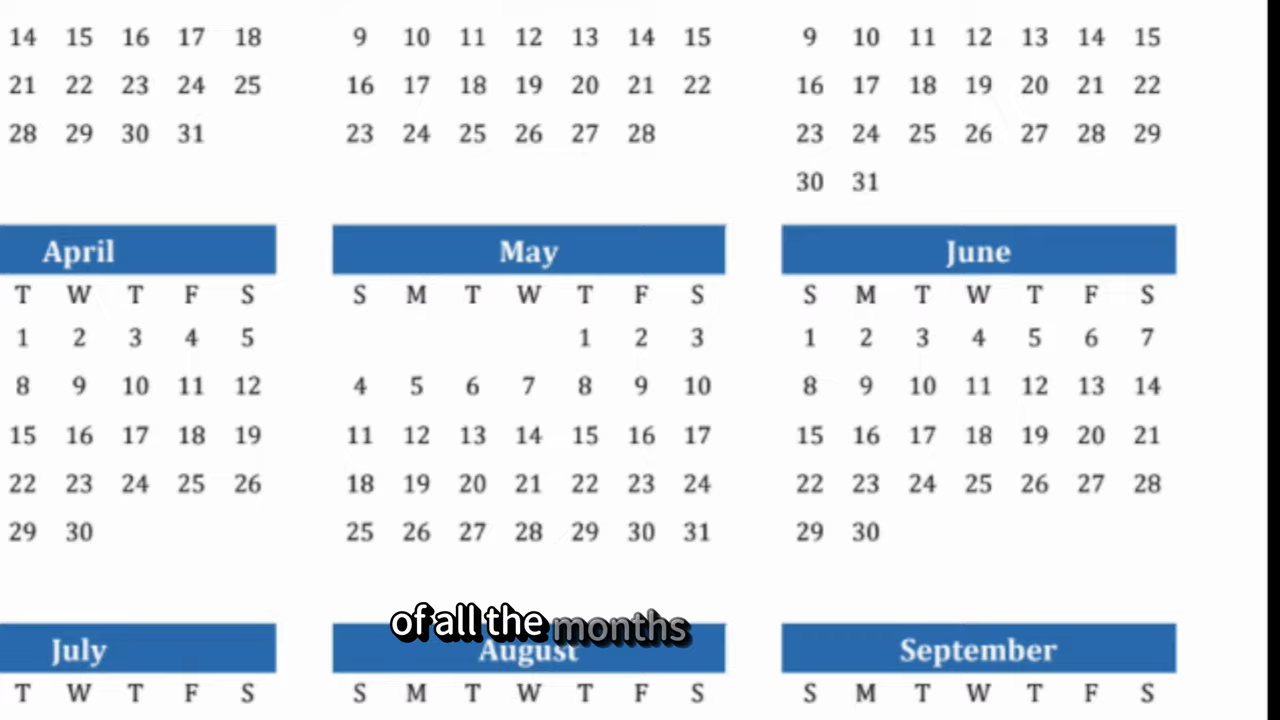 14 15 16 17 18
21 22 23 24 25
28 29 30 31
9 10 11 12 13 14 15
16 17 18 19 20 21 22
23 24 25 26 27 28
9 10 11 12 13 14 15
16 17 18 19 20 21 22
23 24 25 26 27 28 29
30 31
April
T W T F S
1 2 3 4 5
8 9 10 11 12
15 16 17 18 19
22 23 24 25 26
29 30
May
S M T W T F S
1 2 3
4 5 6 7 8 9 10
11 12 13 14 15 16 17
18 19 20 21 22 23 24
25 26 27 28 29 30 31
June
S M T W T F S
1 2 3 4 5 6 7
8 9 10 11 12 13 14
15 16 17 18 19 20 21
22 23 24 25 26 27 28
29 30
of all the months
July
T W T F S
August
S M T W T F S
September
S M T W T F S